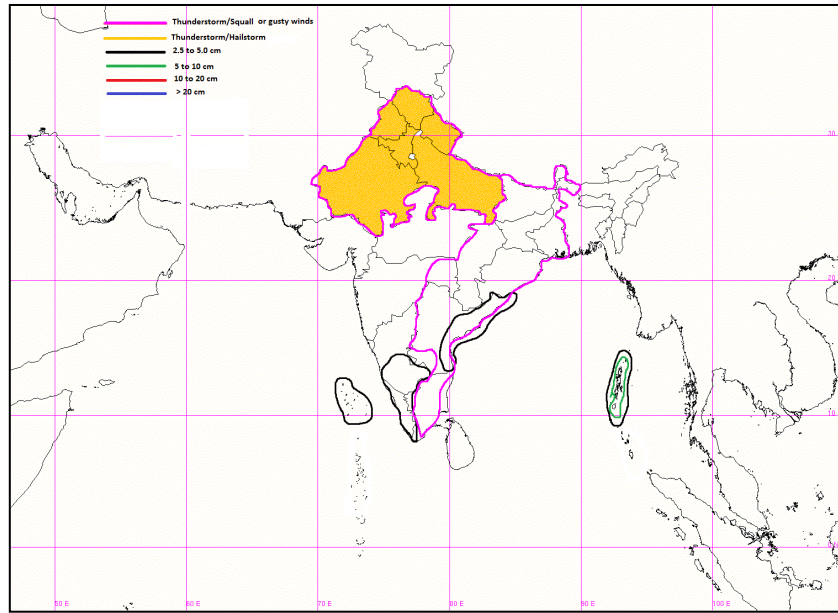 Thunderstorm/Squall or gusty winds
Thunderstorm/Hailstorm
2.5 to 5.0 cm
5 to 10 cm
10 to 20 cm
> 20 cm
30
20
10
50 E
60 E
70 E
80 E
90 E
100 E